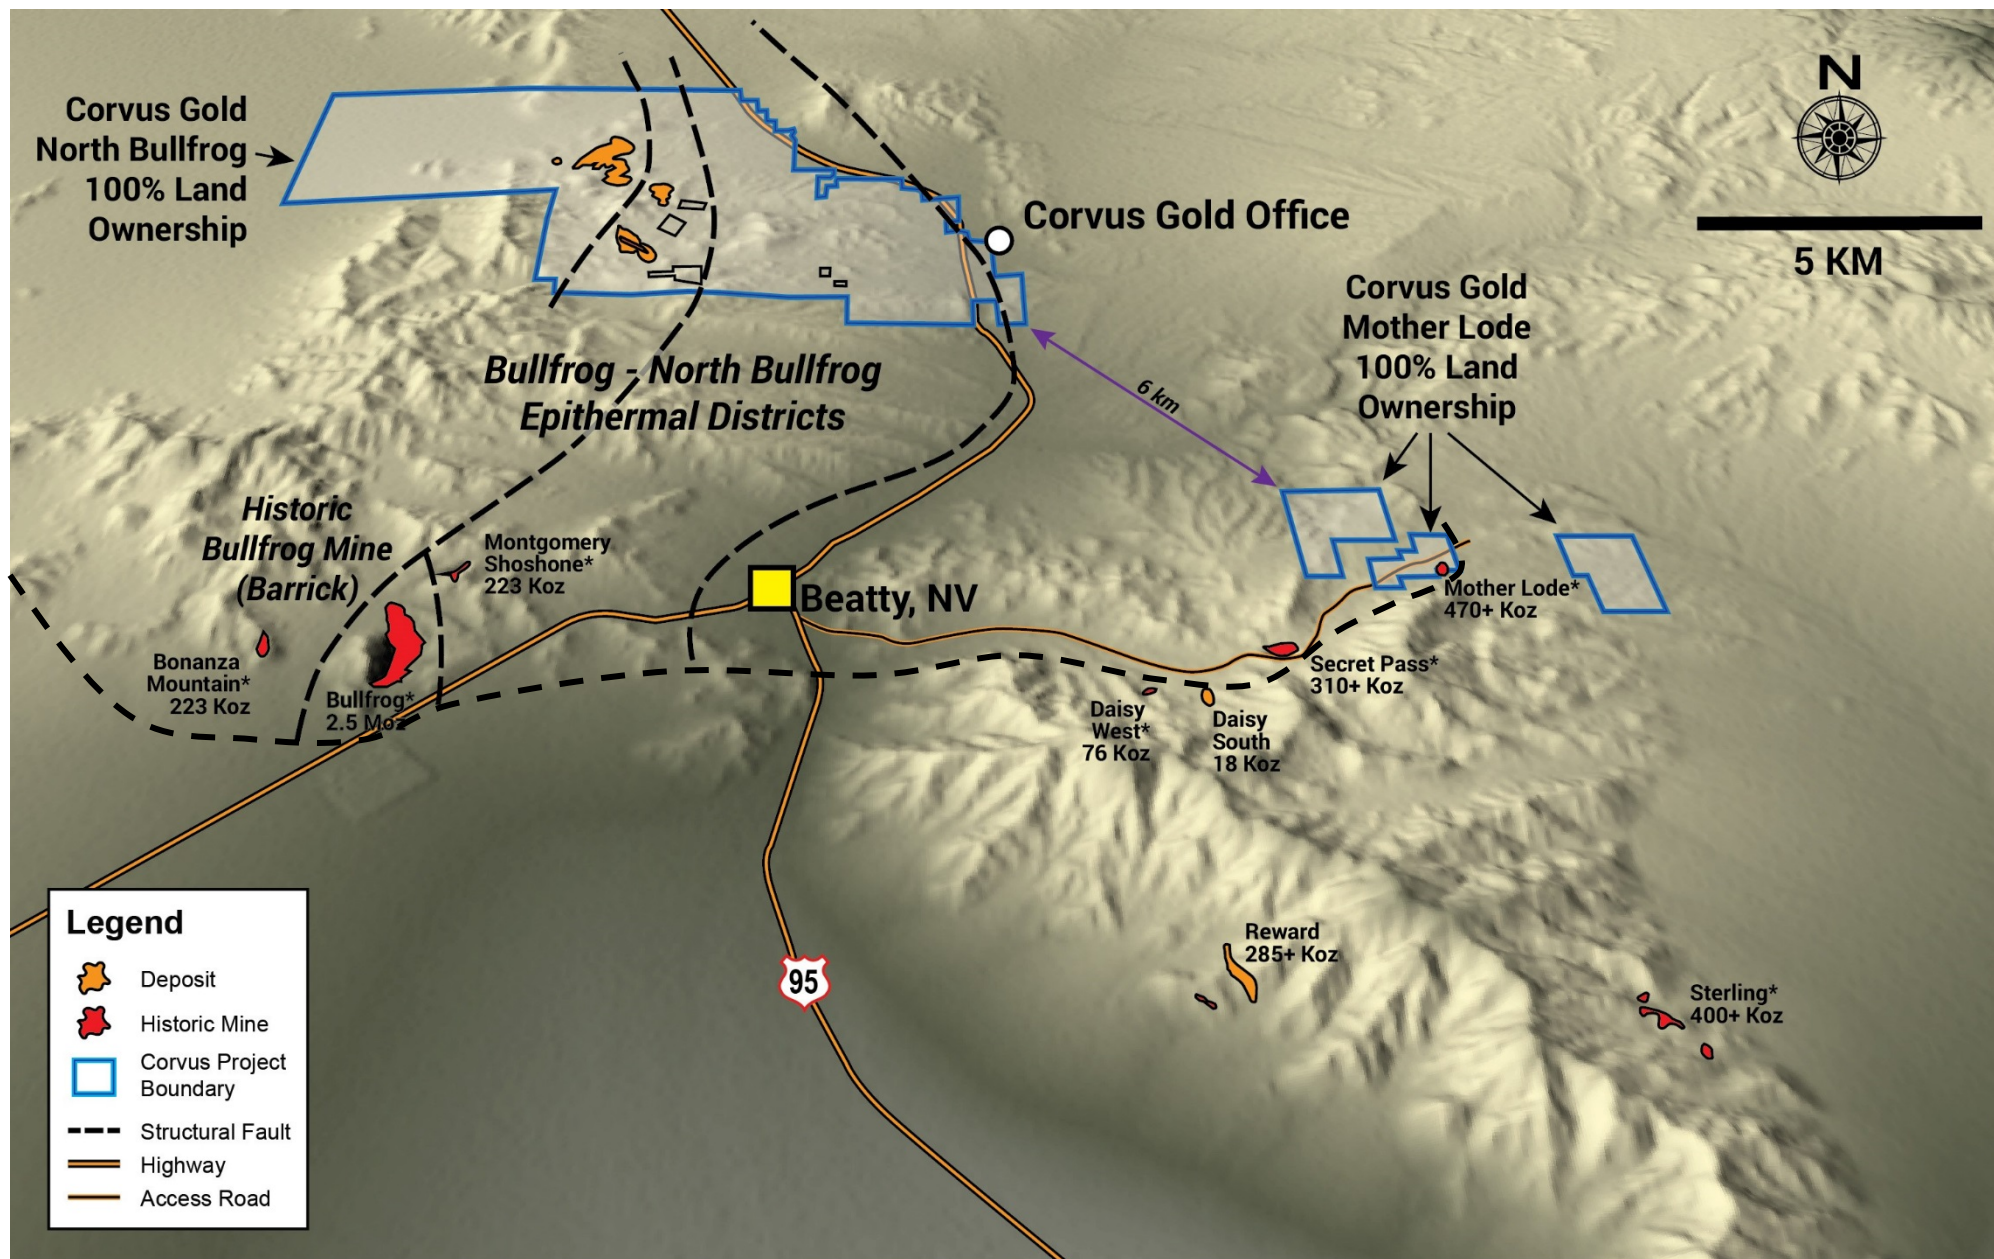 Corvus Gold
North Bullfrog
100% Land
Ownership
N
5 KM
Corvus Gold Office
Corvus Gold
Mother Lode
100% Land
Ownership
6 km
Bullfrog - North Bullfrog
Epithermal Districts
Historic
Bullfrog Mine
(Barrick)
Montgomery
Shoshone*
223 Koz
Beatty, NV
Mother Lode*
470+ Koz
Bonanza
Mountain*
223 Koz
Bullfrog*
2.5 Moz
Secret Pass*
310+ Koz
Daisy
West*
76 Koz
Daisy
South
18 Koz
Reward
285+ Koz
95
Sterling*
400+ Koz
Legend
Deposit
Historic Mine
Corvus Project
Boundary
Structural Fault
Highway
Access Road